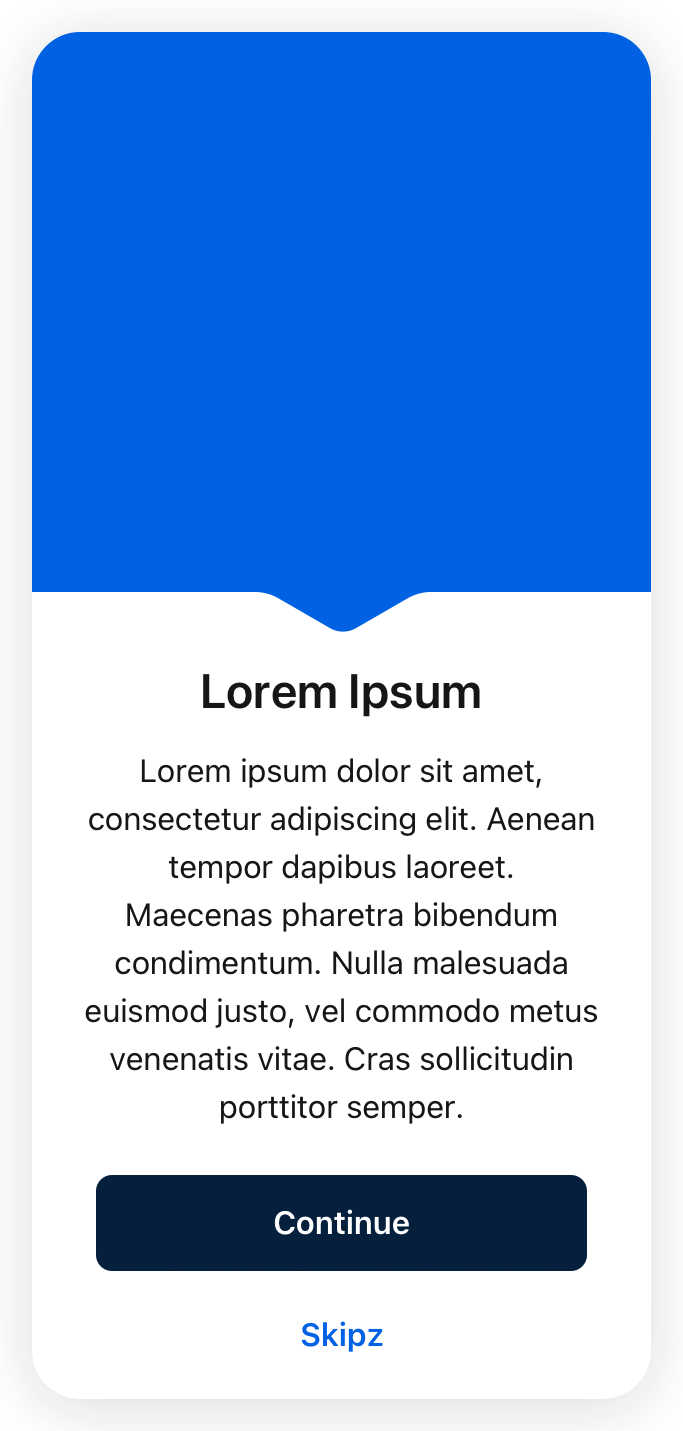 Lorem Ipsum
Lorem ipsum dolor sit amet,
consectetur adipiscing elit. Aenean
tempor dapibus laoreet.
Maecenas pharetra bibendum
condimentum. Nulla malesuada
euismod justo, vel commodo metus
venenatis vitae. Cras sollicitudin
porttitor semper.
Continue
Skipz